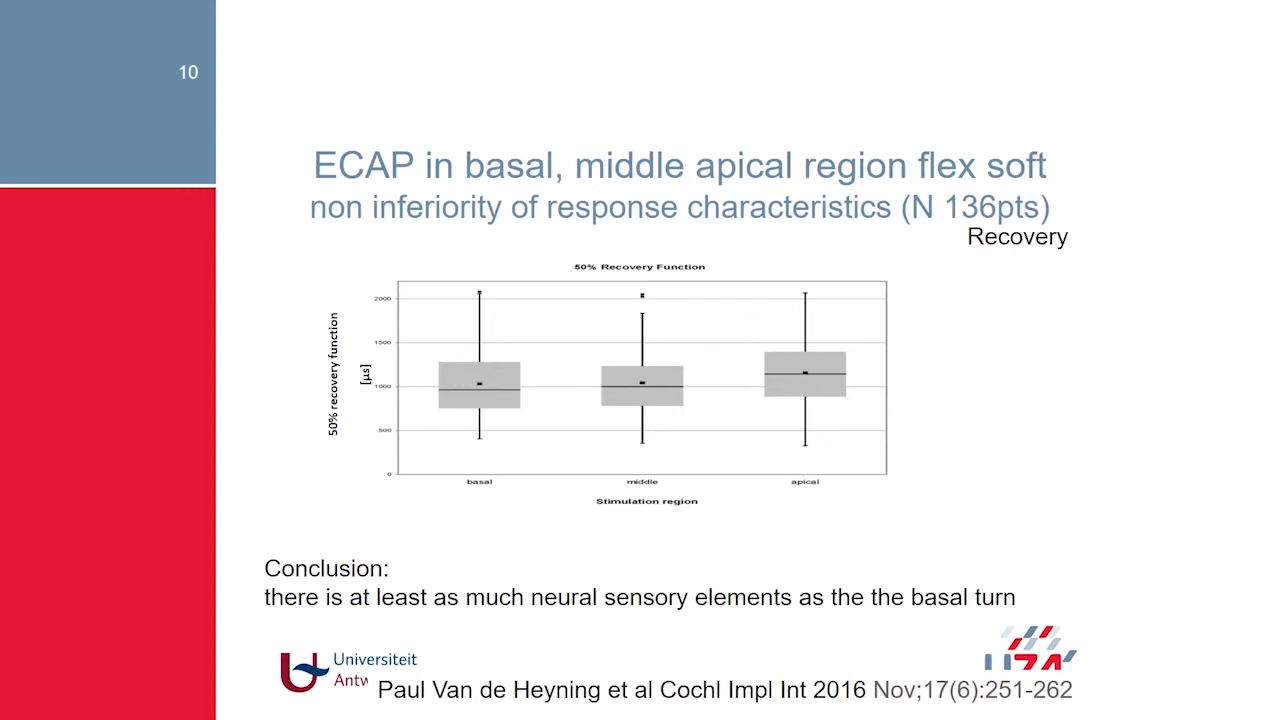 10
ECAP in basal, middle apical region flex soft
non inferiority of response characteristics (N 136pts)
Recovery
50% Recovery Function
50% recovery function
[µs]
2000
1500
1000
500
0
basal middle apical
Stimulation region
Conclusion:
there is at least as much neural sensory elements as the the basal turn
Universiteit
Antw
UZA
Paul Van de Heyning et al Cochl Impl Int 2016 Nov;17(6):251-262